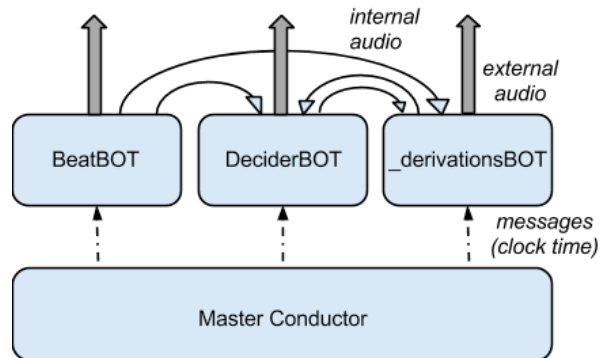 internal
audio
external
audio
BeatBOT
DeciderBOT
_derivationsBOT
messages
(clock time)
Master Conductor